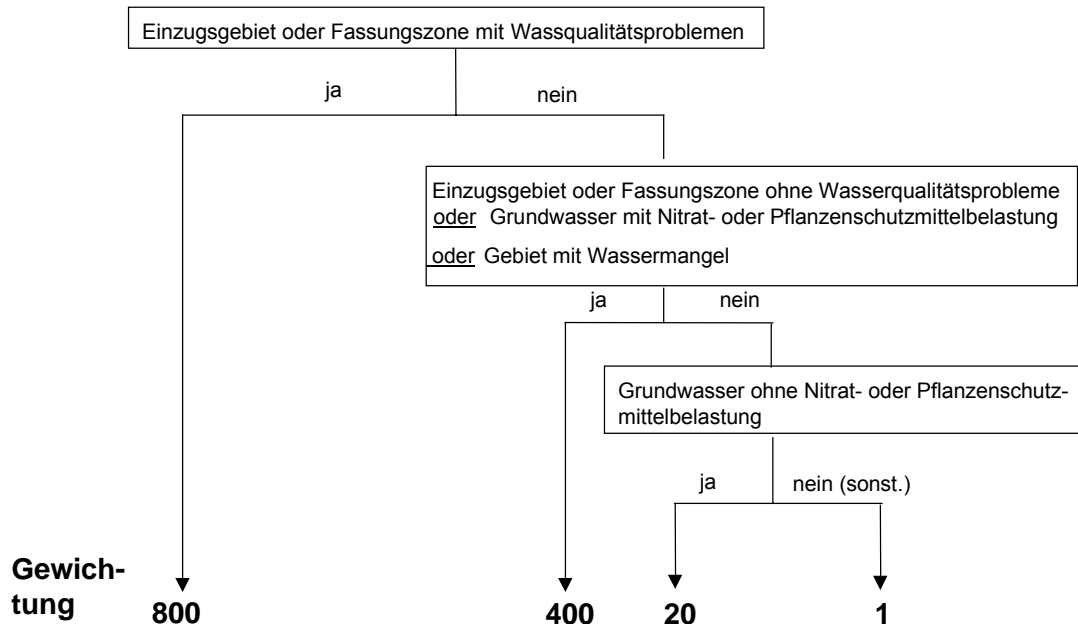 Einzugsgebiet oder Fassungszone mit Wassqualitätsproblemen
ja
nein
Einzugsgebiet oder Fassungszone ohne Wasserqualitätsprobleme
oder Grundwasser mit Nitrat- oder Pflanzenschutzmittelbelastung
oder Gebiet mit Wassermangel
ja
nein
Grundwasser ohne Nitrat- oder Pflanzenschutz-
mittelbelastung
ja
nein (sonst.)
Gewich-
tung
800
400
20
1